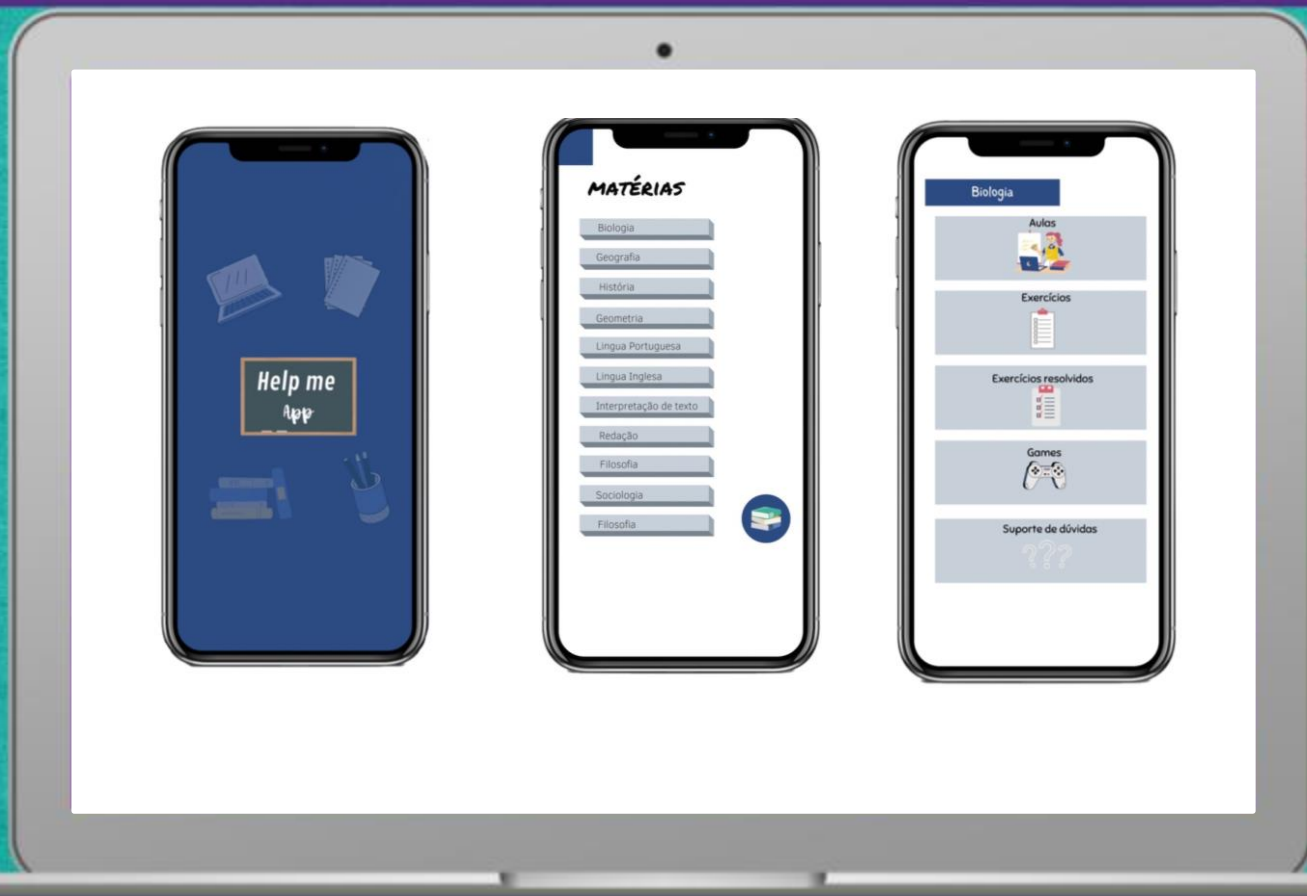 Help me
App
MATÉRIAS
Biologia
Geografia
História
Geometria
Lingua Portuguesa
Lingua Inglesa
Interpretação de texto
Redação
Filosofia
Sociologia
Filosofia
Biologia
Aulas
Exercícios
Exercícios resolvidos
Games
Suporte de dúvidas
???